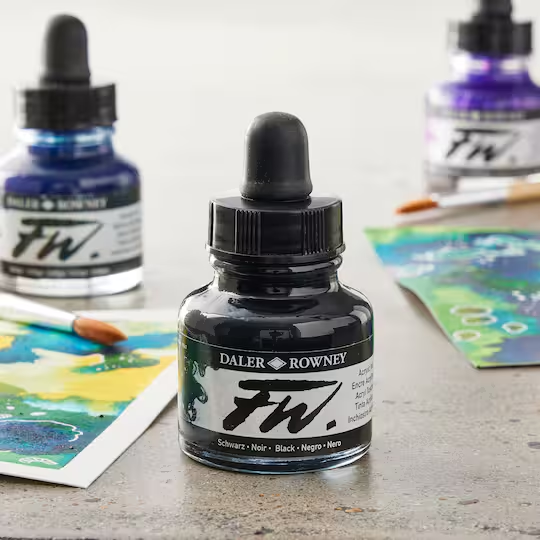 DALER ROWNEY
FW.
DALER ROWNEY
FW.
Schwarz • Noir • Black • Negro • Nero
FW.